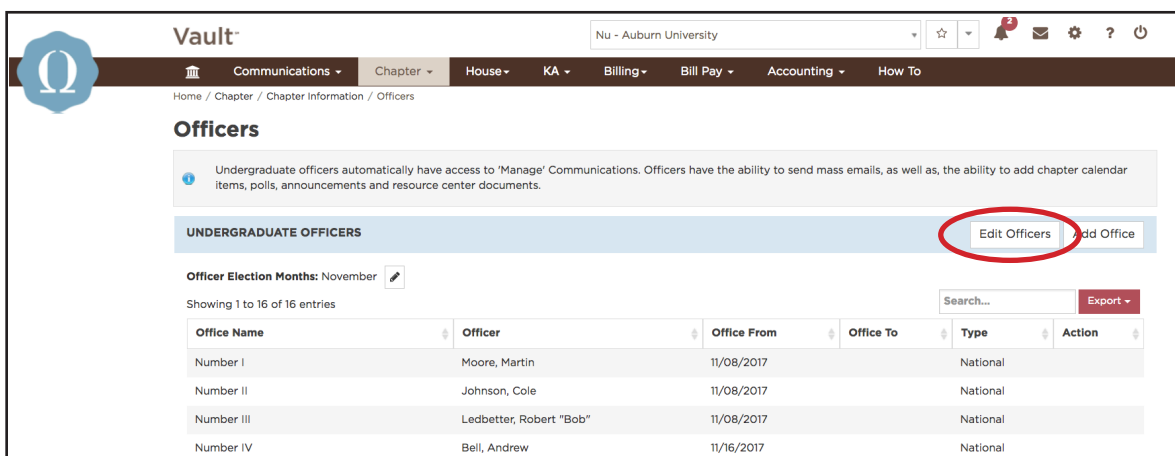 Ω
Vault™
Nu - Auburn University
2
?
Communications
Chapter
House
KA
Billing
Bill Pay
Accounting
How To
Home / Chapter / Chapter Information / Officers
Officers
Undergraduate officers automatically have access to 'Manage' Communications. Officers have the ability to send mass emails, as well as, the ability to add chapter calendar
items, polls, announcements and resource center documents.
UNDERGRADUATE OFFICERS
Edit Officers
Add Office
Officer Election Months: November
Showing 1 to 16 of 16 entries
Search...
Export
Office Name Officer Office From Office To Type Action
Number I Moore, Martin 11/08/2017 National
Number II Johnson, Cole 11/08/2017 National
Number III Ledbetter, Robert "Bob" 11/08/2017 National
Number IV Bell, Andrew 11/16/2017 National